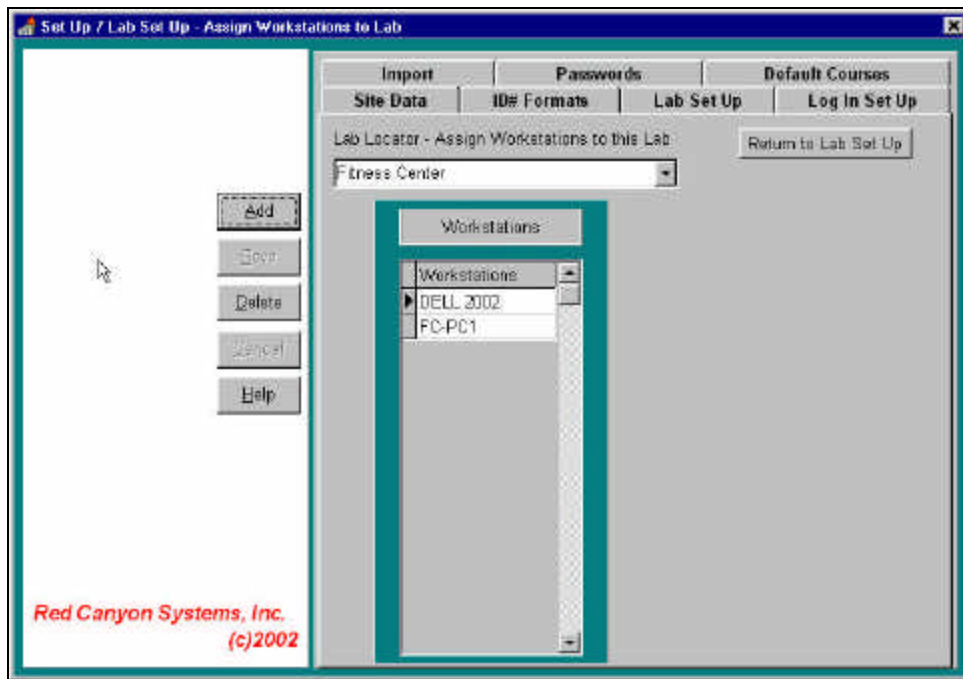 Set Up / Lab Set Up - Assign Workstations to Lab
Import Passwords Default Courses
Site Data ID# Formats Lab Set Up Log In Set Up
Lab Locator - Assign Workstations to this Lab
Return to Lab Set Up
Fitness Center
Add
Delete
Cancel
Help
Workstations
Workstations
DELL 2002
FC-PC1
Red Canyon Systems, Inc.
(c)2002